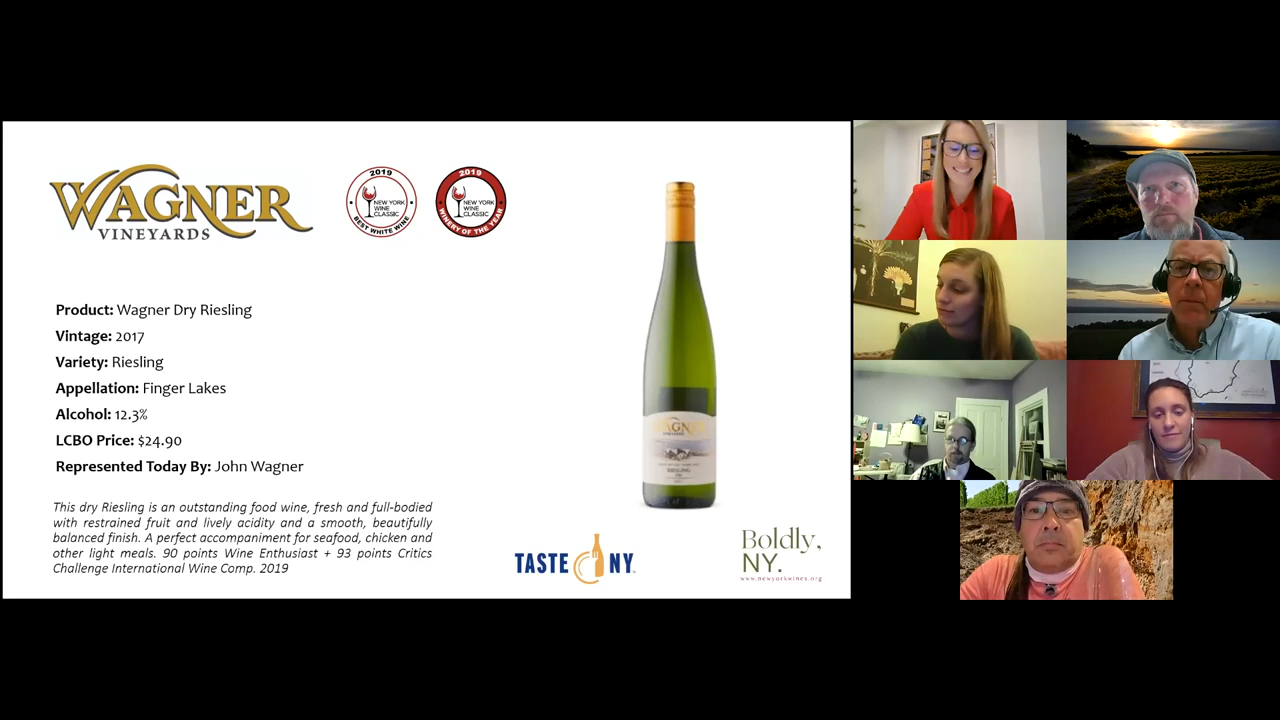 WAGNER
VINEYARDS
2019
NEW YORK
WINE
CLASSIC
BEST WHITE WINE
2019
NEW YORK
WINE
CLASSIC
WINERY OF THE YEAR
Product: Wagner Dry Riesling
Vintage: 2017
Variety: Riesling
Appellation: Finger Lakes
Alcohol: 12.3%
LCBO Price: $24.90
Represented Today By: John Wagner
This dry Riesling is an outstanding food wine, fresh and full-bodied
with restrained fruit and lively acidity and a smooth, beautifully
balanced finish. A perfect accompaniment for seafood, chicken and
other light meals. 90 points Wine Enthusiast + 93 points Critics
Challenge International Wine Comp. 2019
WAGNER
RIESLING
TASTE NY
Boldly,
NY.
www.newyorkwines.org